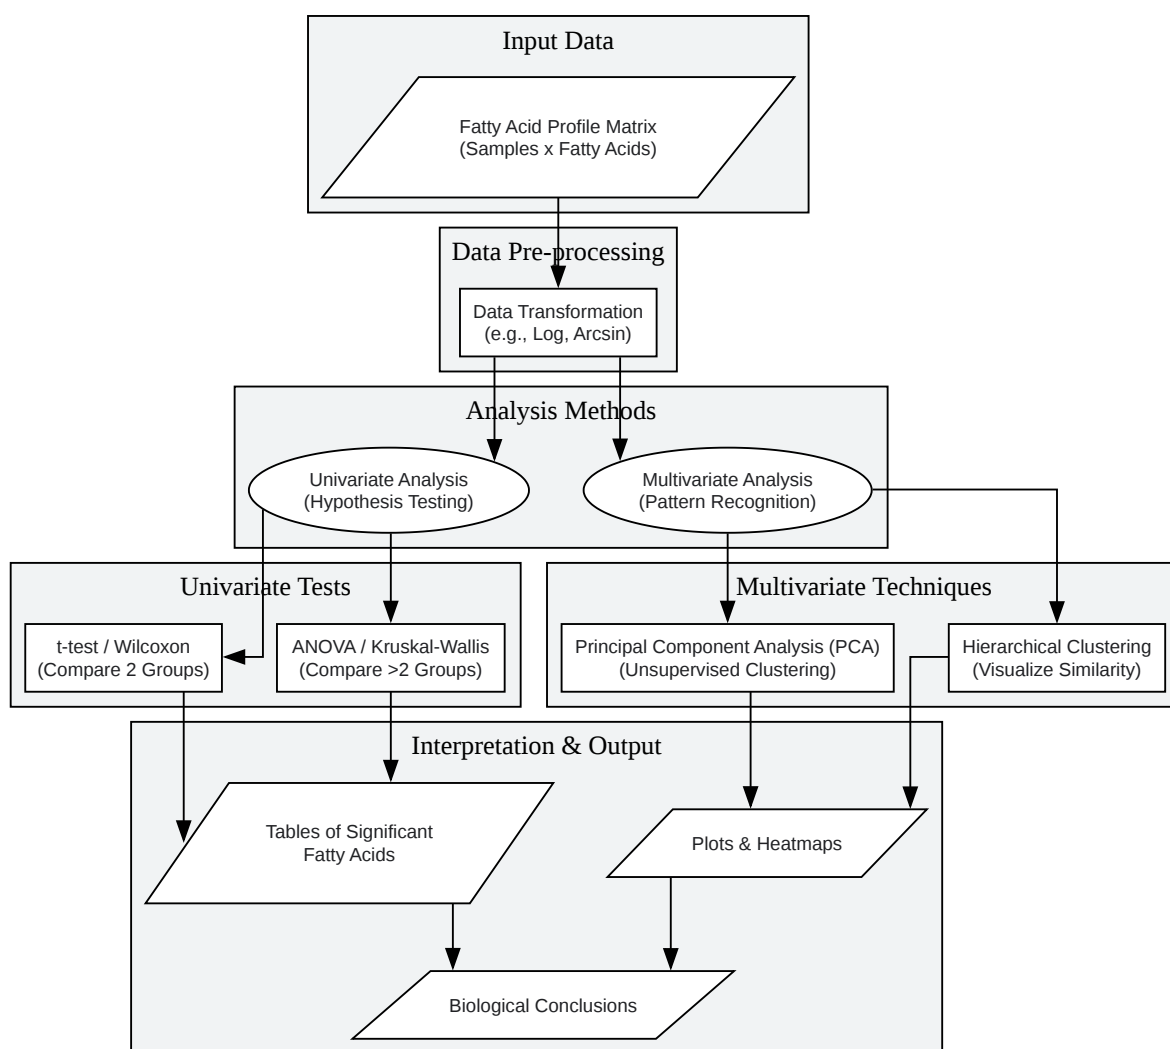 Input Data
Fatty Acid Profile Matrix
(Samples x Fatty Acids)
Data Pre-processing
Data Transformation
(e.g., Log, Arcsin)
Analysis Methods
Univariate Analysis
(Hypothesis Testing)
Multivariate Analysis
(Pattern Recognition)
Univariate Tests
t-test / Wilcoxon
(Compare 2 Groups)
ANOVA / Kruskal-Wallis
(Compare >2 Groups)
Multivariate Techniques
Principal Component Analysis (PCA)
(Unsupervised Clustering)
Hierarchical Clustering
(Visualize Similarity)
Interpretation & Output
Tables of Significant
Fatty Acids
Plots & Heatmaps
Biological Conclusions